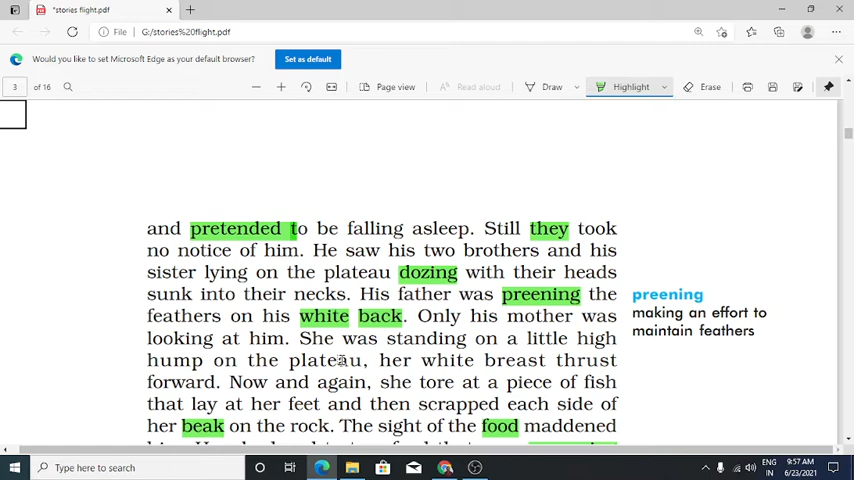 *stories flight.pdf
File
G:/stories%20flight.pdf
Would you like to set Microsoft Edge as your default browser?
Set as default
3
of 16
Page view
Read aloud
Draw
Highlight
Erase
and pretended to be falling asleep. Still they took
no notice of him. He saw his two brothers and his
sister lying on the plateau dozing with their heads
sunk into their necks. His father was preening the
feathers on his white back. Only his mother was
looking at him. She was standing on a little high
hump on the plateau, her white breast thrust
forward. Now and again, she tore at a piece of fish
that lay at her feet and then scrapped each side of
her beak on the rock. The sight of the food maddened
preening
making an effort to
maintain feathers
Type here to search
ENG
IN
9:57 AM
6/23/2021